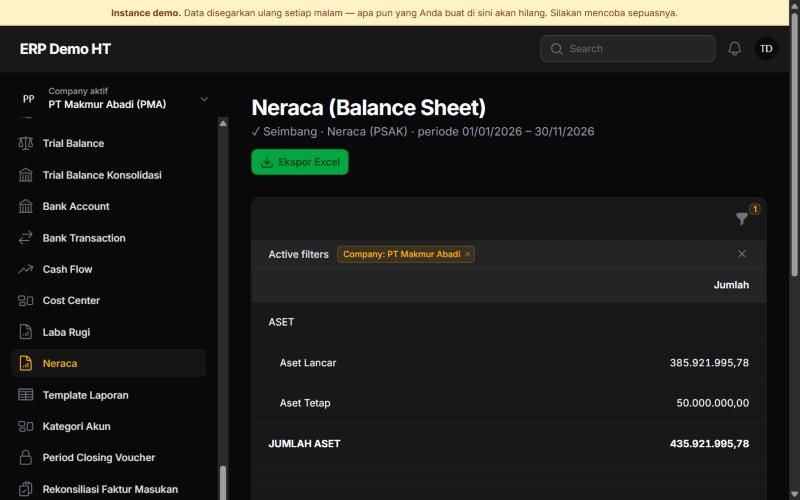 Instance demo. Data disegarkan ulang setiap malam — apa pun yang Anda buat di sini akan hilang. Silakan mencoba sepuasnya.
ERP Demo HT
Search
TD
PP
Company aktif
PT Makmur Abadi (PMA)
Trial Balance
Trial Balance Konsolidasi
Bank Account
Bank Transaction
Cash Flow
Cost Center
Laba Rugi
Neraca
Template Laporan
Kategori Akun
Period Closing Voucher
Rekonsiliasi Faktur Masukan
Neraca (Balance Sheet)
✓ Seimbang · Neraca (PSAK) · periode 01/01/2026 – 30/11/2026
Ekspor Excel
1
Active filters Company: PT Makmur Abadi ×
Jumlah
ASET
Aset Lancar 385.921.995,78
Aset Tetap 50.000.000,00
JUMLAH ASET 435.921.995,78